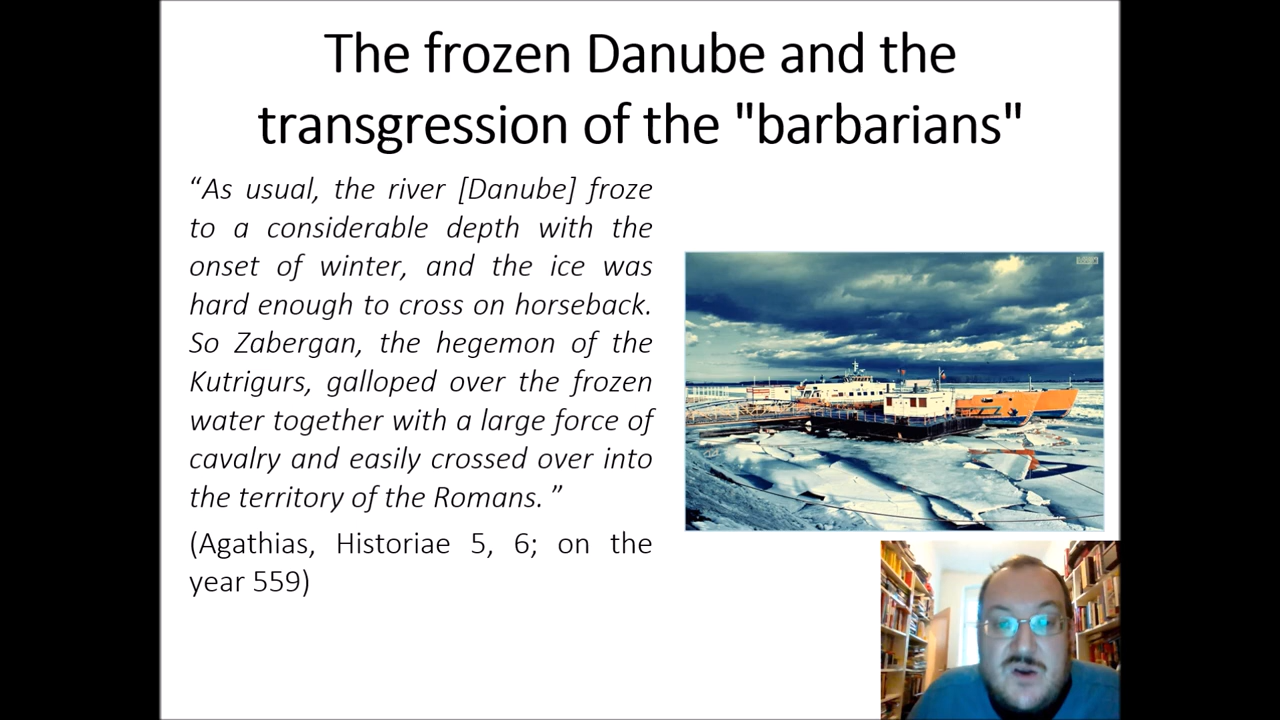 The frozen Danube and the
transgression of the "barbarians"
“As usual, the river [Danube] froze
to a considerable depth with the
onset of winter, and the ice was
hard enough to cross on horseback.
So Zabergan, the hegemon of the
Kutrigurs, galloped over the frozen
water together with a large force of
cavalry and easily crossed over into
the territory of the Romans. ”
(Agathias, Historiae 5, 6; on the
year 559)